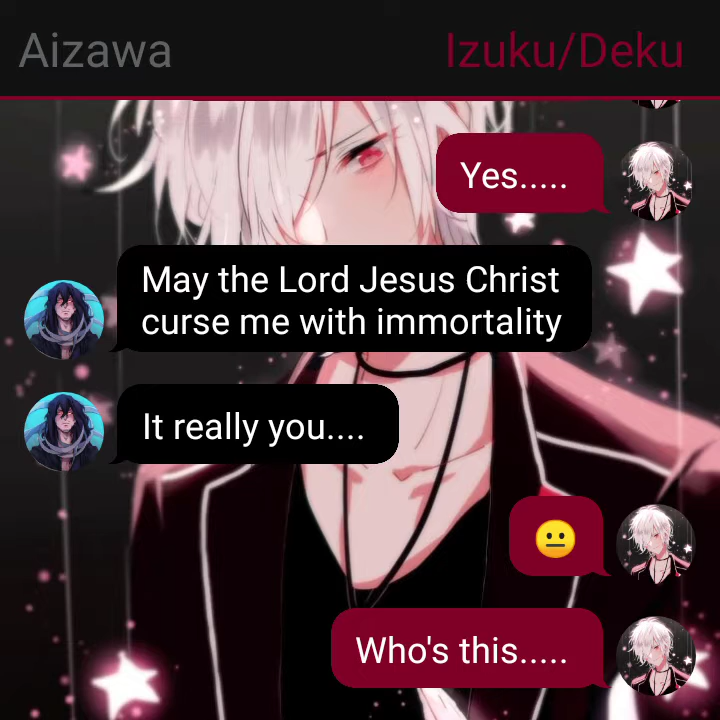 Aizawa Izuku/Deku
Yes.....
May the Lord Jesus Christ
curse me with immortality
It really you....
😐
Who's this.....